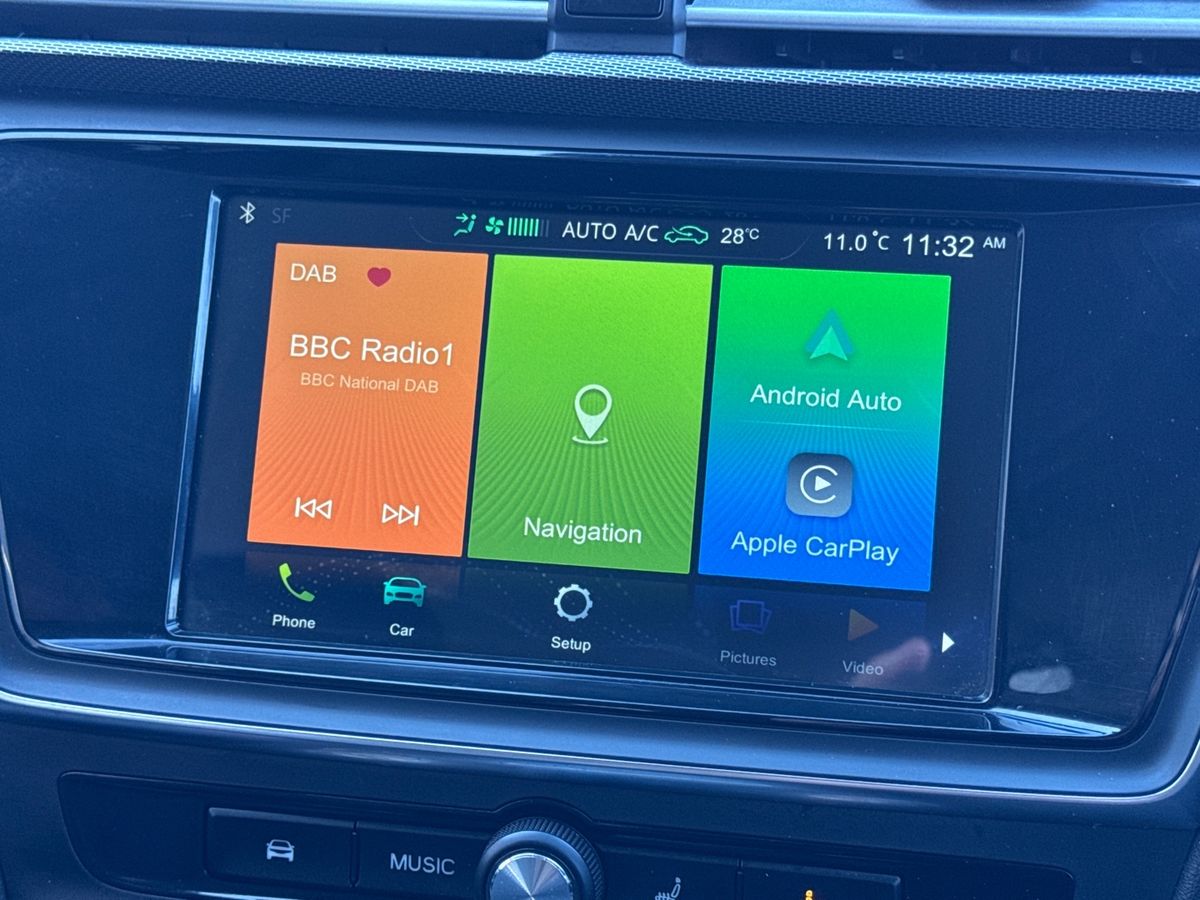 SF
AUTO A/C
28°C
11.0°C 11:32 AM
DAB
BBC Radio1
BBC National DAB
Navigation
Android Auto
Apple CarPlay
Phone
Car
Setup
Pictures
Video
MUSIC